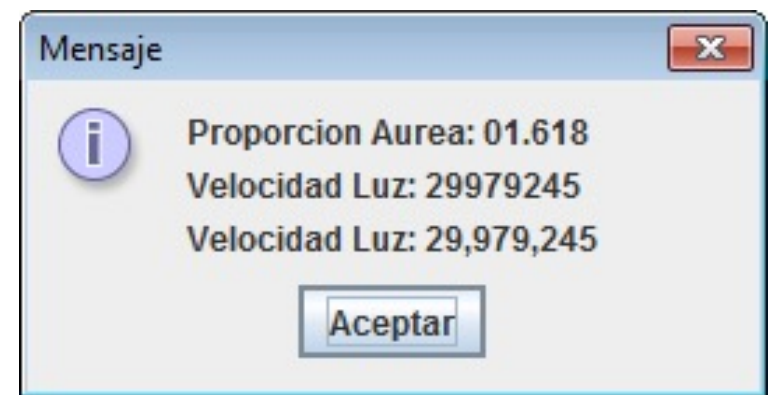 Mensaje
Proporcion Aurea: 01.618
Velocidad Luz: 29979245
Velocidad Luz: 29,979,245
Aceptar